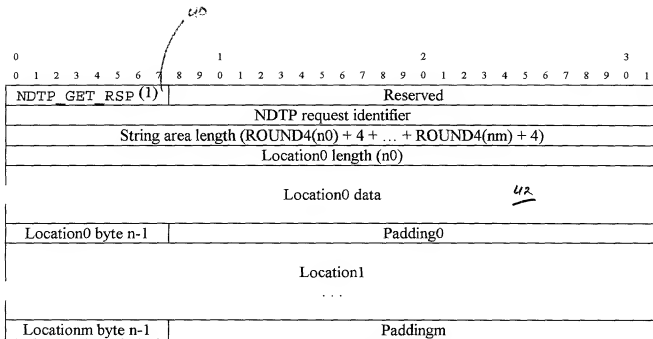 40
0 1 2 3
0 1 2 3 4 5 6 7 8 9 0 1 2 3 4 5 6 7 8 9 0 1 2 3 4 5 6 7 8 9 0 1
NDTP_GET_RSP (1) Reserved
NDTP request identifier
String area length (ROUND4(n0) + 4 + ... + ROUND4(nm) + 4)
Location0 length (n0)
Location0 data 42
Location0 byte n-1 Padding0
Location1
...
Locationm byte n-1 Paddingm